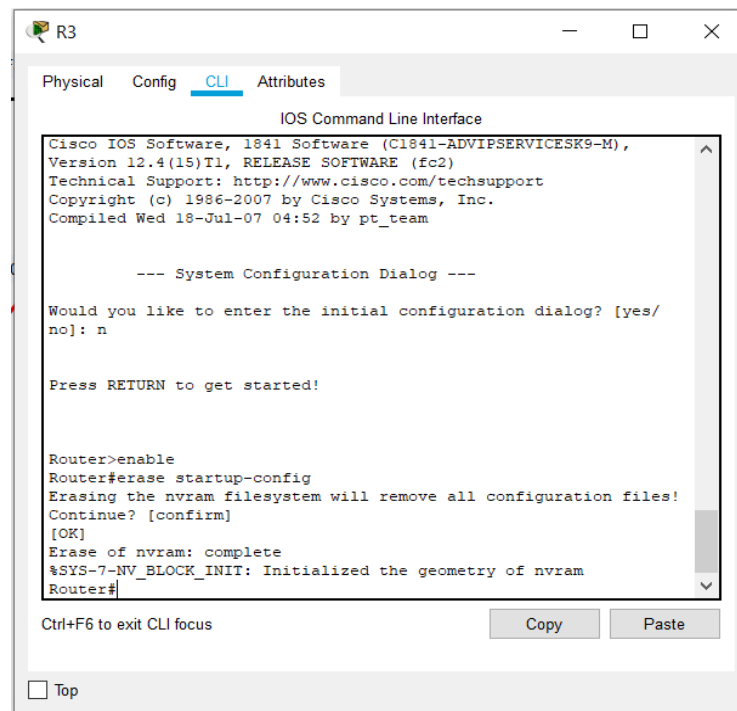 R3
Physical Config CLI Attributes
IOS Command Line Interface
Cisco IOS Software, 1841 Software (C1841-ADVIPSERVICESK9-M),
Version 12.4(15)T1, RELEASE SOFTWARE (fc2)
Technical Support: http://www.cisco.com/techsupport
Copyright (c) 1986-2007 by Cisco Systems, Inc.
Compiled Wed 18-Jul-07 04:52 by pt_team
--- System Configuration Dialog ---
Would you like to enter the initial configuration dialog? [yes/
no]: n
Press RETURN to get started!
Router>enable
Router#erase startup-config
Erasing the nvram filesystem will remove all configuration files!
Continue? [confirm]
[OK]
Erase of nvram: complete
%SYS-7-NV_BLOCK_INIT: Initialized the geometry of nvram
Router#
Ctrl+F6 to exit CLI focus
Copy Paste
Top